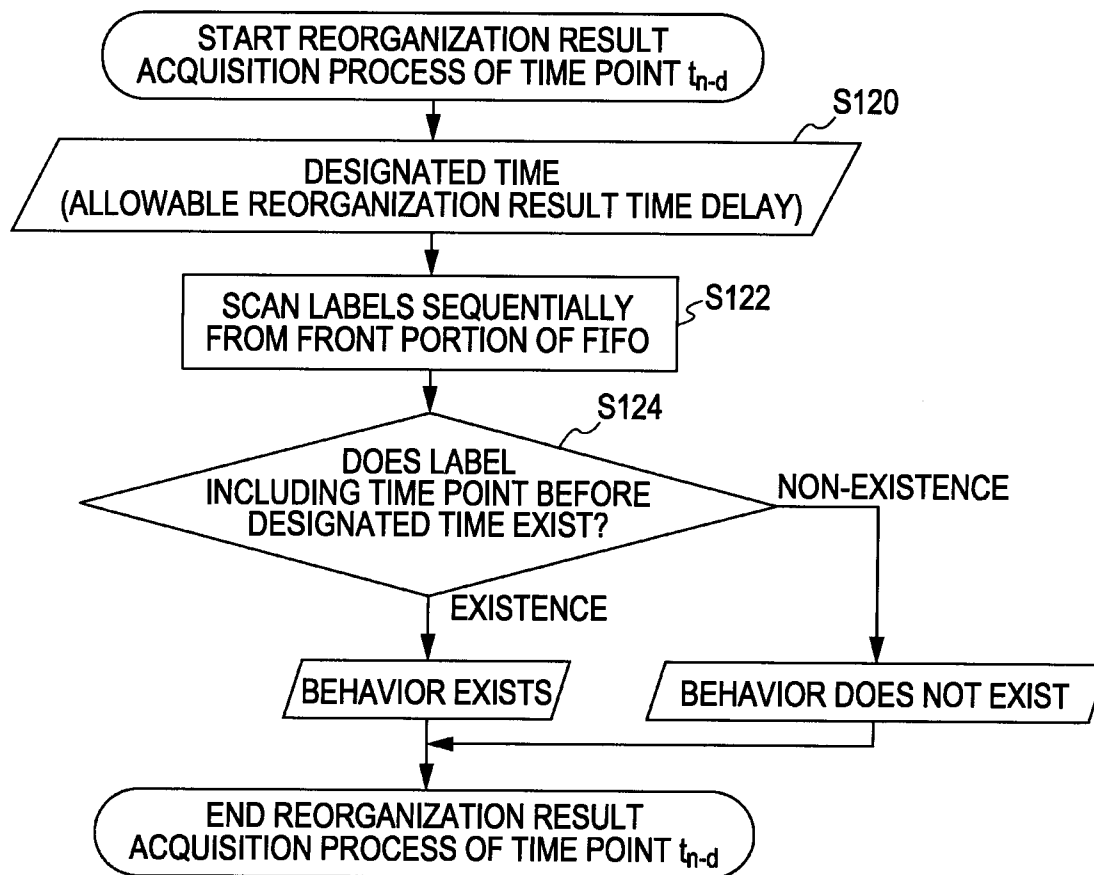 START REORGANIZATION RESULT
ACQUISITION PROCESS OF TIME POINT tn-d
S120
DESIGNATED TIME
(ALLOWABLE REORGANIZATION RESULT TIME DELAY)
SCAN LABELS SEQUENTIALLY
FROM FRONT PORTION OF FIFO
S122
S124
DOES LABEL
INCLUDING TIME POINT BEFORE
DESIGNATED TIME EXIST?
NON-EXISTENCE
EXISTENCE
BEHAVIOR EXISTS
BEHAVIOR DOES NOT EXIST
END REORGANIZATION RESULT
ACQUISITION PROCESS OF TIME POINT tn-d